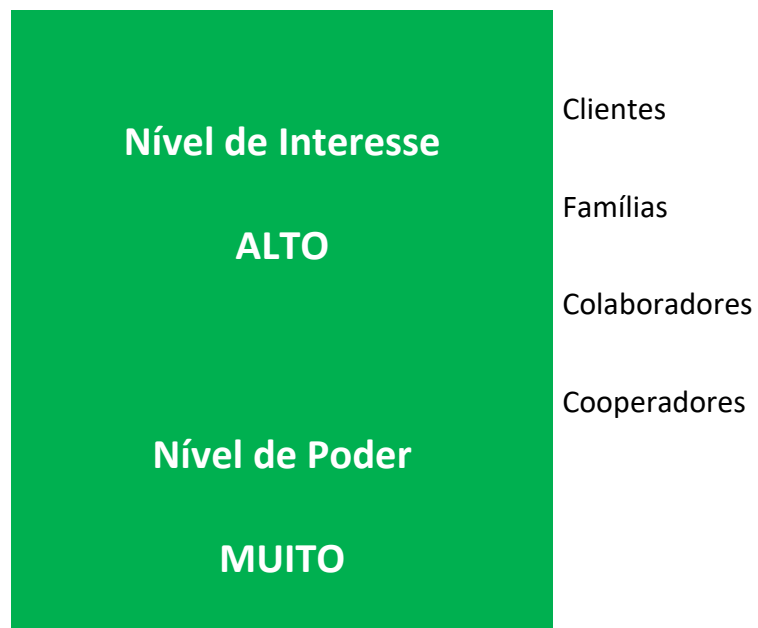 Nível de Interesse
ALTO
Nível de Poder
MUITO
Clientes
Famílias
Colaboradores
Cooperadores